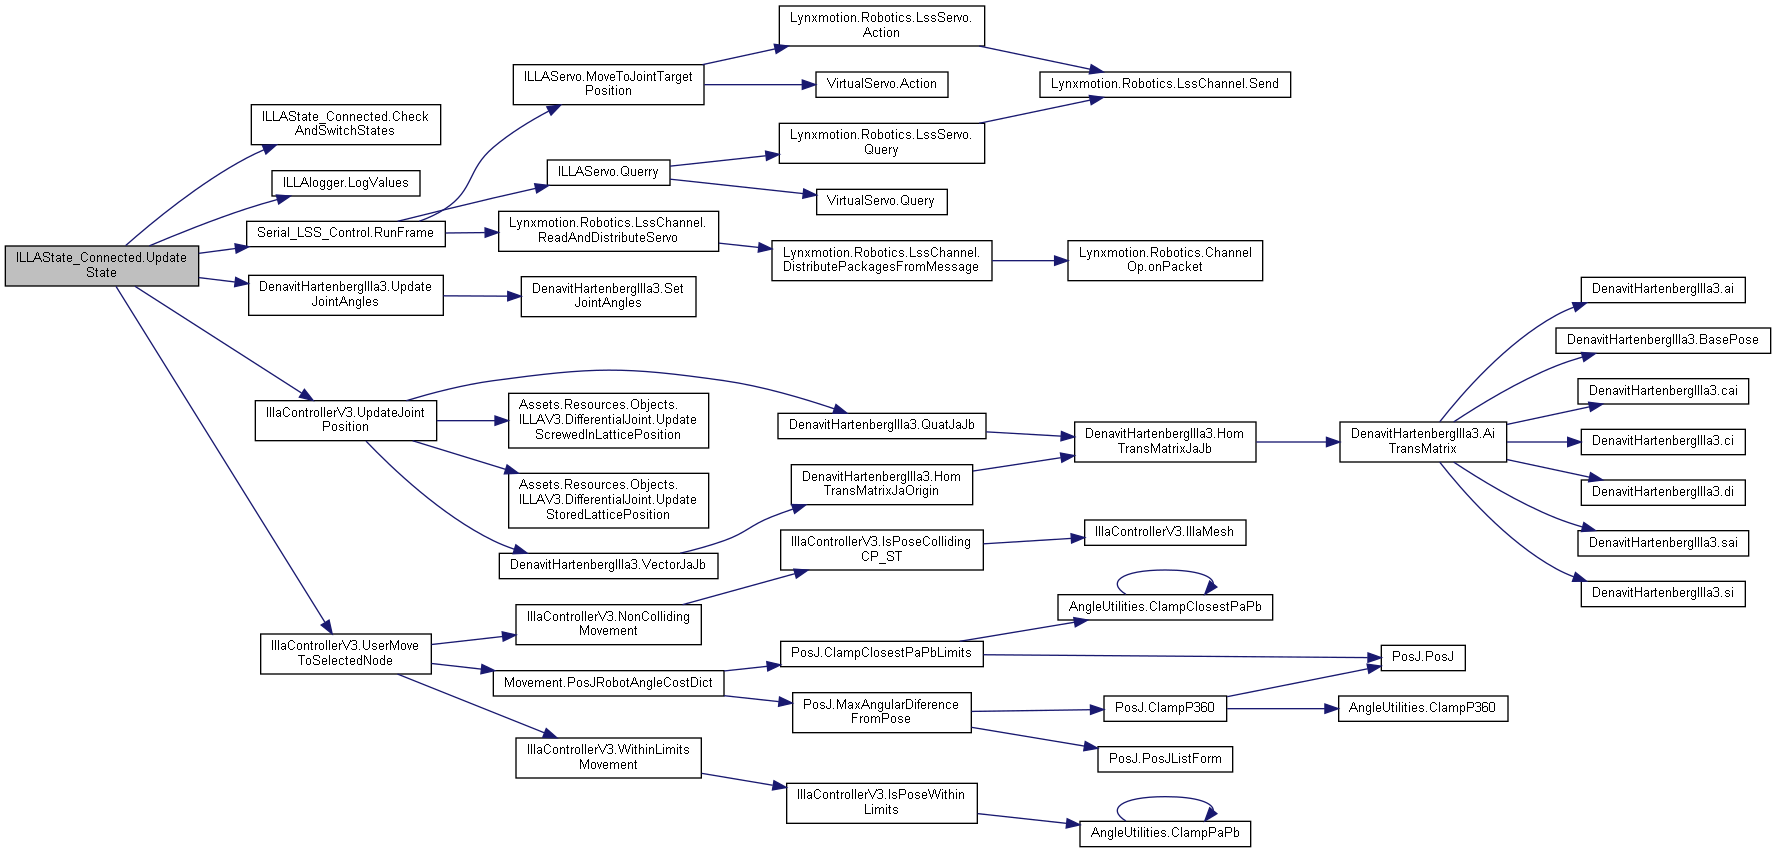 ILLAState_Connected.Update
State
ILLAState_Connected.Check
AndSwitchStates
ILLAlogger.LogValues
Serial_LSS_Control.RunFrame
DenavitHartenbergIlla3.Update
JointAngles
IllaControllerV3.UpdateJoint
Position
IllaControllerV3.UserMove
ToSelectedNode
ILLAServo.MoveToJointTarget
Position
ILLAServo.Querry
Lynxmotion.Robotics.LssChannel.
ReadAndDistributeServo
DenavitHartenbergIlla3.Set
JointAngles
Assets.Resources.Objects.
ILLAV3.DifferentialJoint.Update
ScrewedInLatticePosition
Assets.Resources.Objects.
ILLAV3.DifferentialJoint.Update
StoredLatticePosition
DenavitHartenbergIlla3.VectorJaJb
IllaControllerV3.NonColliding
Movement
Movement.PosJRobotAngleCostDict
IllaControllerV3.WithinLimits
Movement
Lynxmotion.Robotics.LssServo.
Action
VirtualServo.Action
Lynxmotion.Robotics.LssServo.
Query
VirtualServo.Query
Lynxmotion.Robotics.LssChannel.
DistributePackagesFromMessage
DenavitHartenbergIlla3.QuatJaJb
DenavitHartenbergIlla3.Hom
TransMatrixJaOrigin
IllaControllerV3.IsPoseColliding
CP_ST
PosJ.ClampClosestPaPbLimits
PosJ.MaxAngularDiference
FromPose
IllaControllerV3.IsPoseWithin
Limits
Lynxmotion.Robotics.LssChannel.Send
Lynxmotion.Robotics.Channel
Op.onPacket
DenavitHartenbergIlla3.Hom
TransMatrixJaJb
IllaControllerV3.IllaMesh
AngleUtilities.ClampClosestPaPb
PosJ.ClampP360
PosJ.PosJListForm
AngleUtilities.ClampPaPb
DenavitHartenbergIlla3.Ai
TransMatrix
PosJ.PosJ
AngleUtilities.ClampP360
DenavitHartenbergIlla3.ai
DenavitHartenbergIlla3.BasePose
DenavitHartenbergIlla3.cai
DenavitHartenbergIlla3.ci
DenavitHartenbergIlla3.di
DenavitHartenbergIlla3.sai
DenavitHartenbergIlla3.si